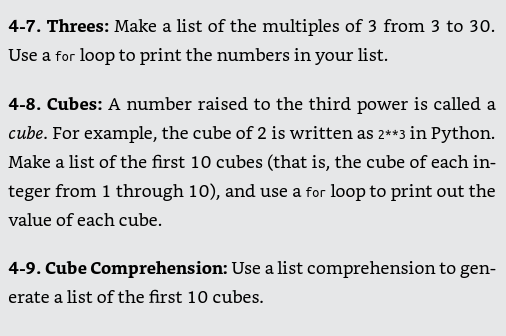 4-7. Threes: Make a list of the multiples of 3 from 3 to 30.
Use a for loop to print the numbers in your list.
4-8. Cubes: A number raised to the third power is called a
cube. For example, the cube of 2 is written as 2**3 in Python.
Make a list of the first 10 cubes (that is, the cube of each in-
teger from 1 through 10), and use a for loop to print out the
value of each cube.
4-9. Cube Comprehension: Use a list comprehension to gen-
erate a list of the first 10 cubes.